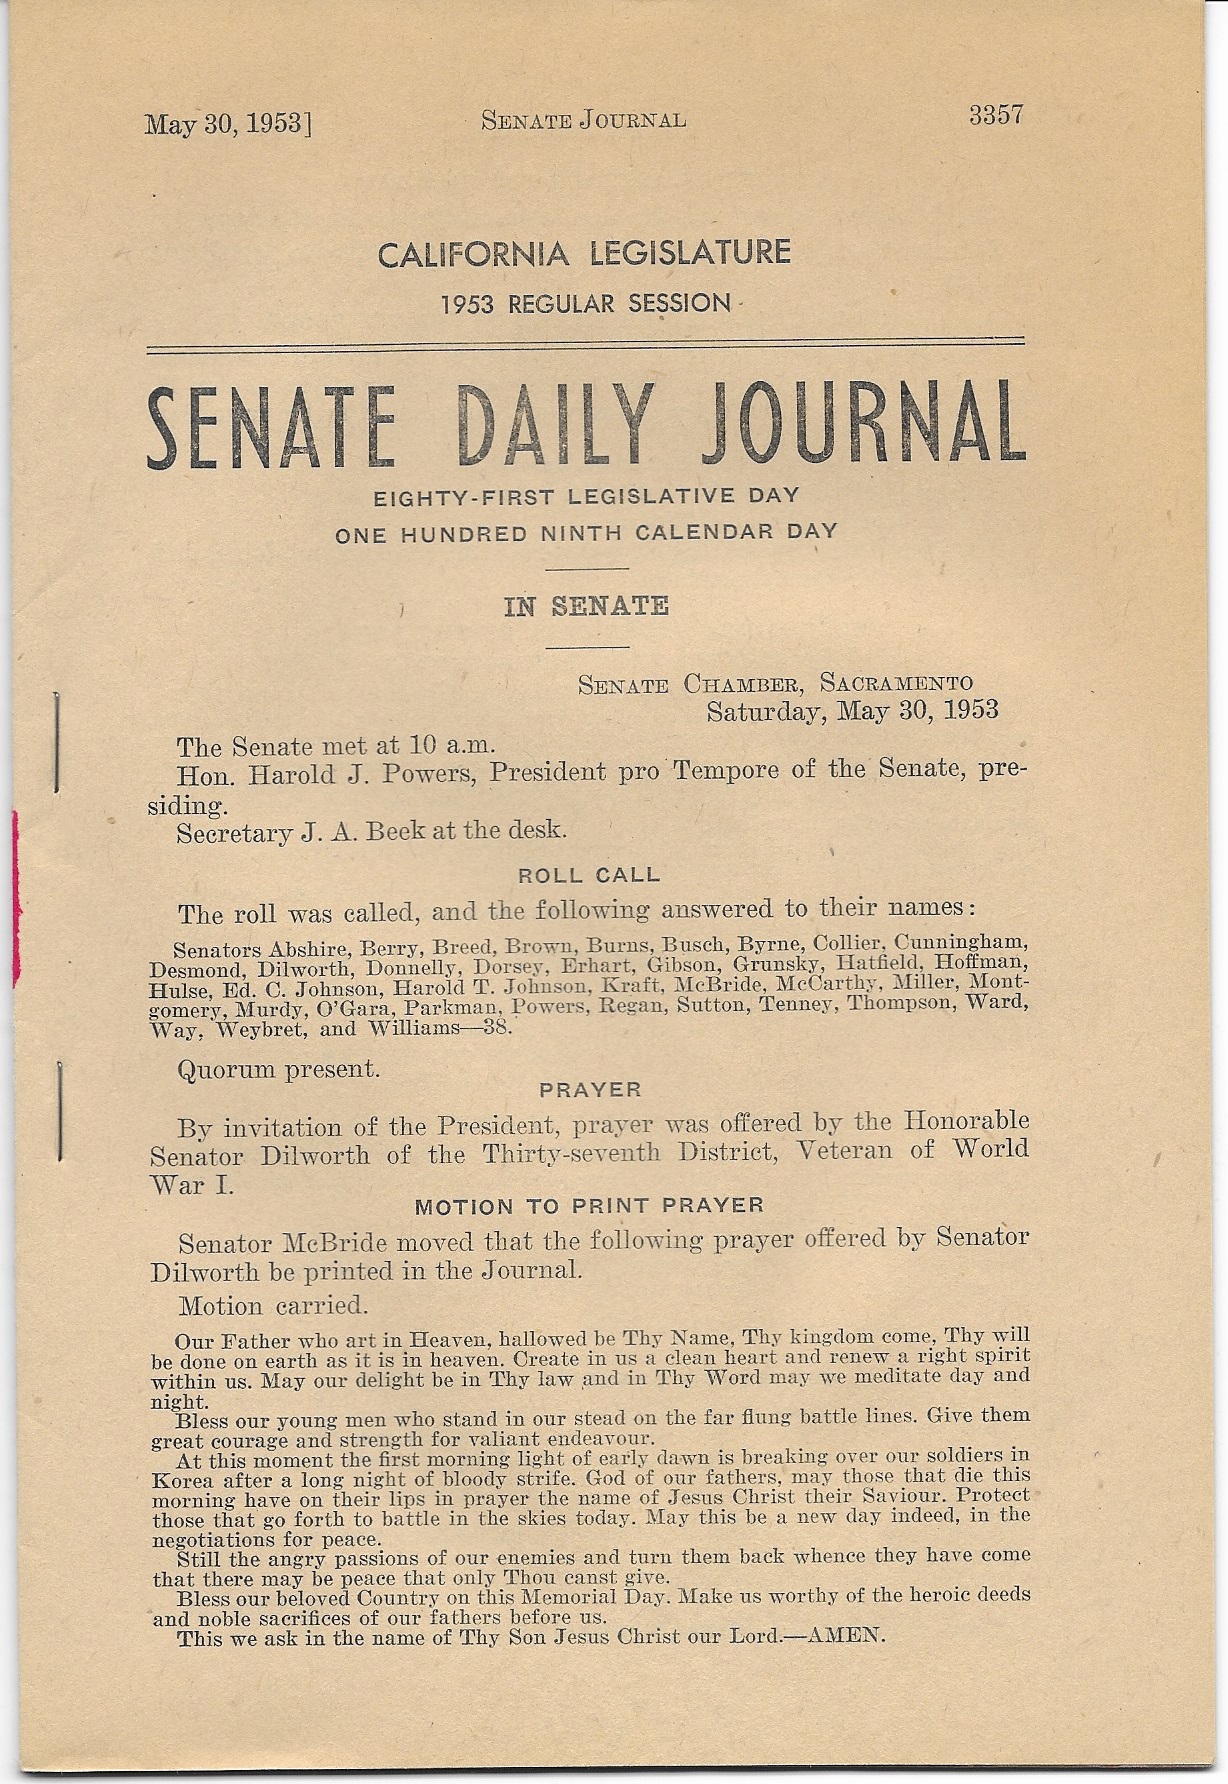 May 30, 1953] SENATE JOURNAL 3357
CALIFORNIA LEGISLATURE
1953 REGULAR SESSION
SENATE DAILY JOURNAL
EIGHTY-FIRST LEGISLATIVE DAY
ONE HUNDRED NINTH CALENDAR DAY
IN SENATE
SENATE CHAMBER, SACRAMENTO
Saturday, May 30, 1953
The Senate met at 10 a.m.
Hon. Harold J. Powers, President pro Tempore of the Senate, pre-
siding.
Secretary J. A. Beek at the desk.
ROLL CALL
The roll was called, and the following answered to their names:
Senators Abshire, Berry, Breed, Brown, Burns, Busch, Byrne, Collier, Cunningham,
Desmond, Dilworth, Donnelly, Dorsey, Erhart, Gibson, Grunsky, Hatfield, Hoffman,
Hulse, Ed. C. Johnson, Harold T. Johnson, Kraft, McBride, McCarthy, Miller, Mont-
gomery, Murdy, O'Gara, Parkman, Powers, Regan, Sutton, Tenney, Thompson, Ward,
Way, Weybret, and Williams—38.
Quorum present.
PRAYER
By invitation of the President, prayer was offered by the Honorable
Senator Dilworth of the Thirty-seventh District, Veteran of World
War I.
MOTION TO PRINT PRAYER
Senator McBride moved that the following prayer offered by Senator
Dilworth be printed in the Journal.
Motion carried.
Our Father who art in Heaven, hallowed be Thy Name, Thy kingdom come, Thy will
be done on earth as it is in heaven. Create in us a clean heart and renew a right spirit
within us. May our delight be in Thy law and in Thy Word may we meditate day and
night.
Bless our young men who stand in our stead on the far flung battle lines. Give them
great courage and strength for valiant endeavour.
At this moment the first morning light of early dawn is breaking over our soldiers in
Korea after a long night of bloody strife. God of our fathers, may those that die this
morning have on their lips in prayer the name of Jesus Christ their Saviour. Protect
those that go forth to battle in the skies today. May this be a new day indeed, in the
negotiations for peace.
Still the angry passions of our enemies and turn them back whence they have come
that there may be peace that only Thou canst give.
Bless our beloved Country on this Memorial Day. Make us worthy of the heroic deeds
and noble sacrifices of our fathers before us.
This we ask in the name of Thy Son Jesus Christ our Lord.—AMEN.